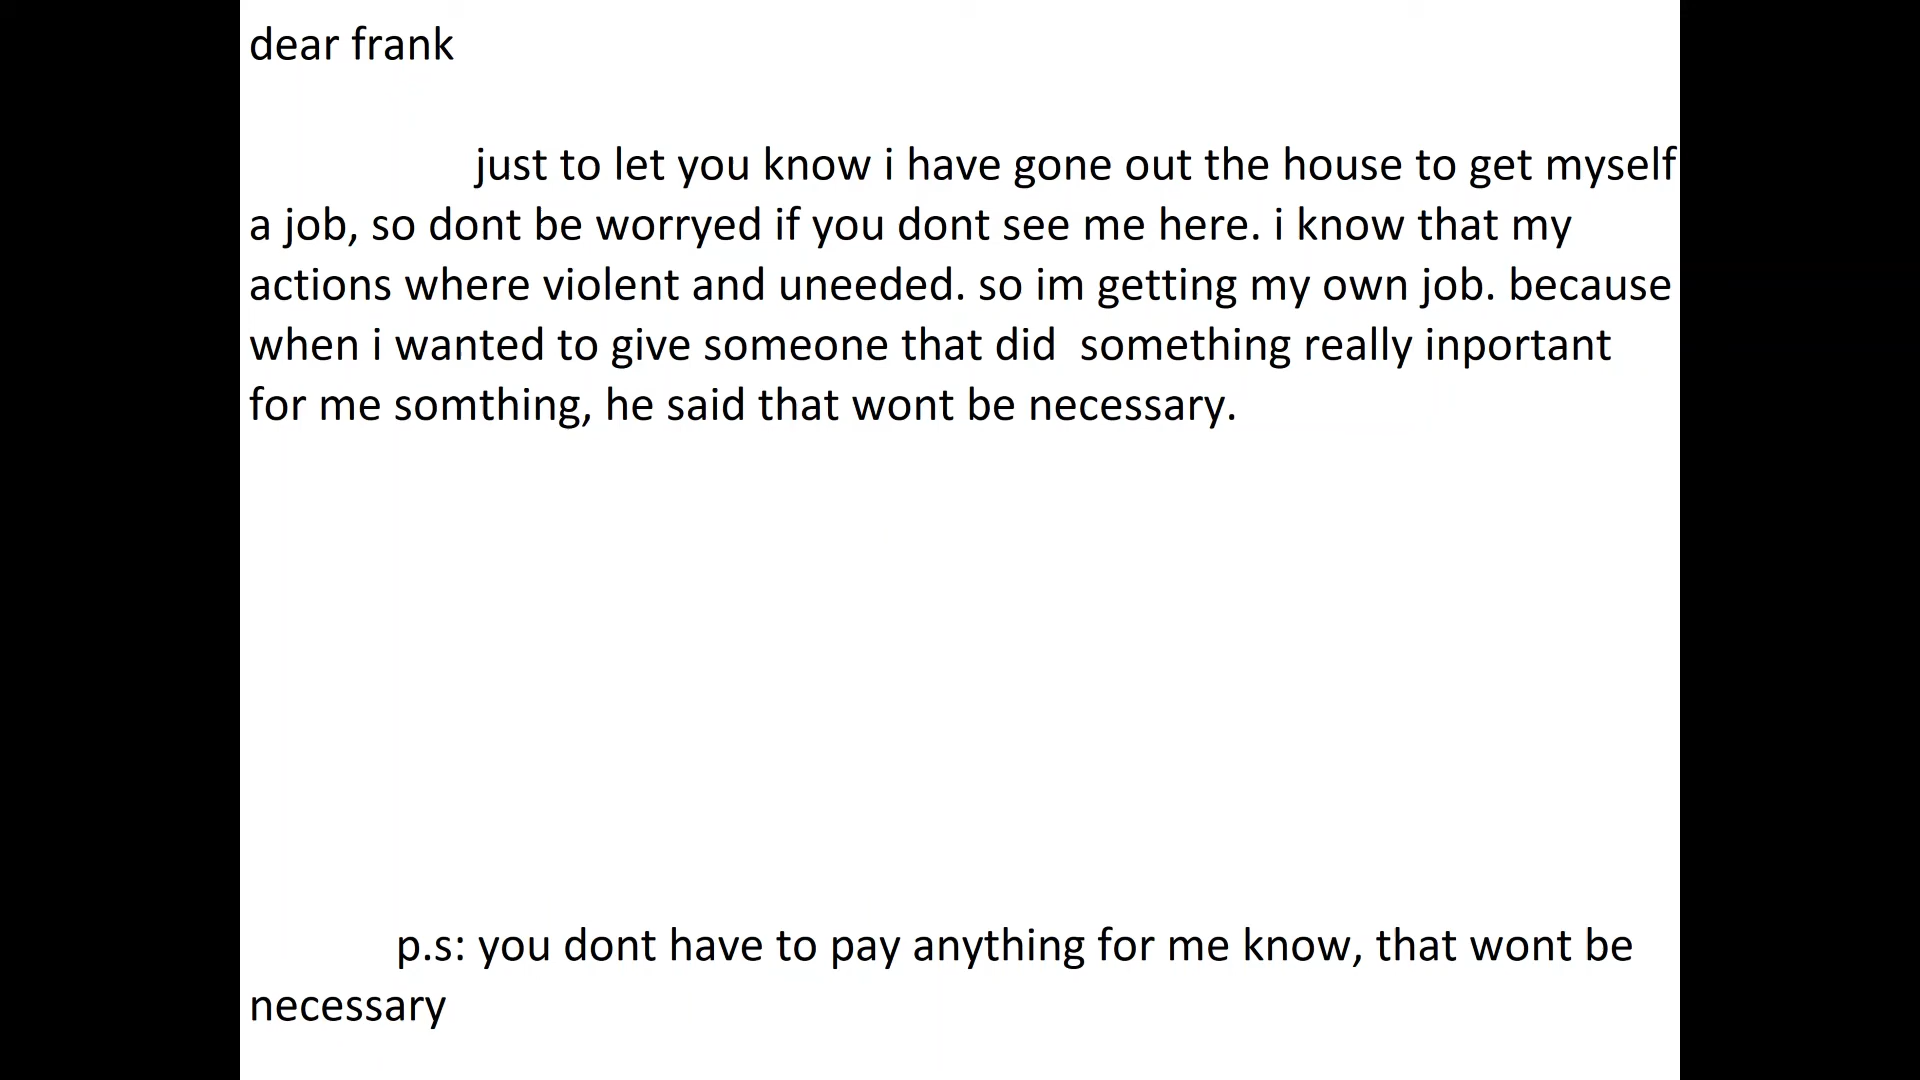 dear frank
just to let you know i have gone out the house to get myself
a job, so dont be worryed if you dont see me here. i know that my
actions where violent and uneeded. so im getting my own job. because
when i wanted to give someone that did  something really inportant
for me somthing, he said that wont be necessary.
p.s: you dont have to pay anything for me know, that wont be
necessary